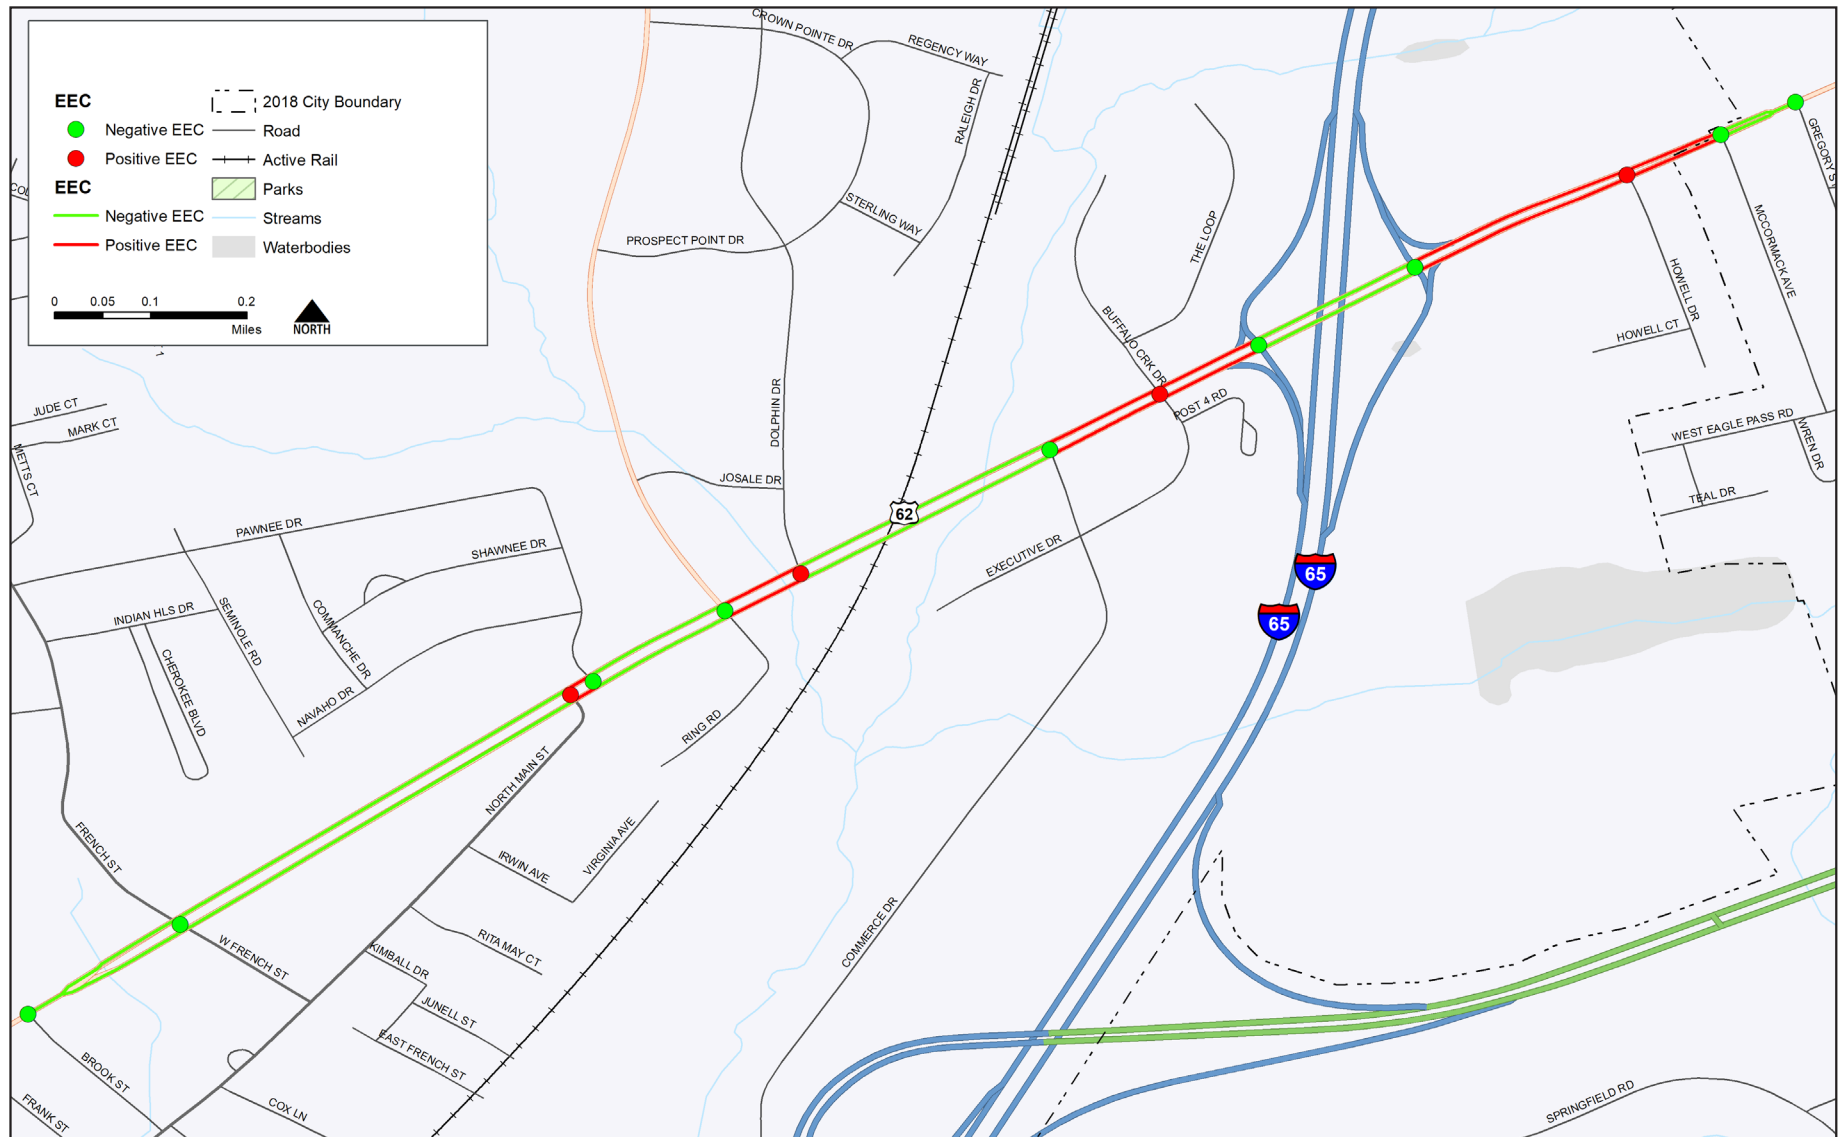 EEC
Negative EEC
Positive EEC
EEC
Negative EEC
Positive EEC
2018 City Boundary
Road
Active Rail
Parks
Streams
Waterbodies
0 0.05 0.1 0.2
Miles
NORTH
CROWN POINTE DR
REGENCY WAY
RALEIGH DR
STERLING WAY
PROSPECT POINT DR
THE LOOP
GREGORY S
MCCORMACK AVE
HOWELL DR
HOWELL CT
BUFFALO CRK DR
POST 4 RD
WEST EAGLE PASS RD
WREN DR
TEAL DR
JUDE CT
MARK CT
METTS CT
DOLPHIN DR
JOSALE DR
62
PAWNEE DR
SHAWNEE DR
EXECUTIVE DR
65
65
INDIAN HLS DR
SEMINOLE RD
COMMANCHE DR
CHEROKEE BLVD
NAVAHO DR
RING RD
NORTH MAIN ST
FRENCH ST
IRWIN AVE
VIRGINIA AVE
W FRENCH ST
KIMBALL DR
RITA MAY CT
COMMERCE DR
JUNELL ST
EAST FRENCH ST
BROOK ST
FRANK ST
COX LN
SPRINGFIELD RD